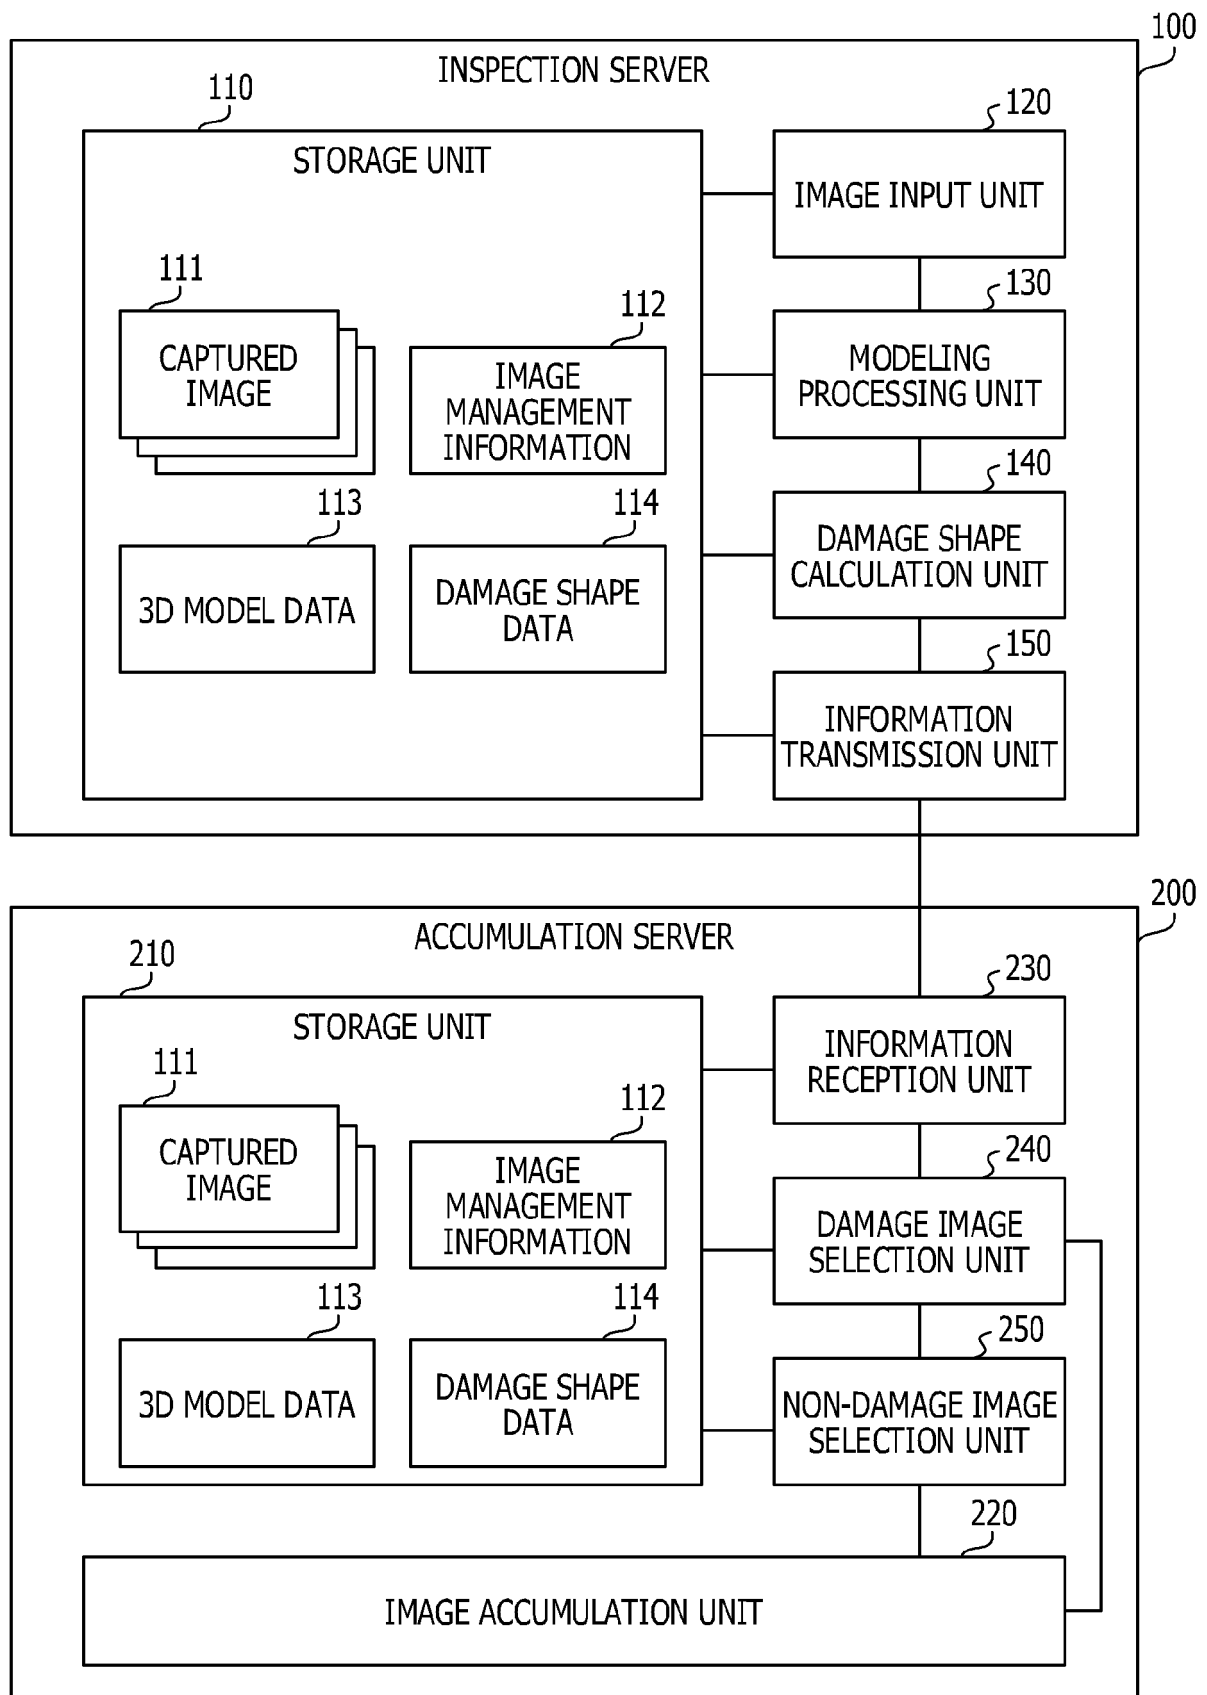 100
INSPECTION SERVER
110
120
STORAGE UNIT
IMAGE INPUT UNIT
111
112
130
CAPTURED
IMAGE
IMAGE
MANAGEMENT
INFORMATION
MODELING
PROCESSING UNIT
113
114
140
3D MODEL DATA
DAMAGE SHAPE
DATA
DAMAGE SHAPE
CALCULATION UNIT
150
INFORMATION
TRANSMISSION UNIT
200
ACCUMULATION SERVER
210
230
STORAGE UNIT
INFORMATION
RECEPTION UNIT
111
112
240
CAPTURED
IMAGE
IMAGE
MANAGEMENT
INFORMATION
DAMAGE IMAGE
SELECTION UNIT
113
114
250
3D MODEL DATA
DAMAGE SHAPE
DATA
NON-DAMAGE IMAGE
SELECTION UNIT
220
IMAGE ACCUMULATION UNIT